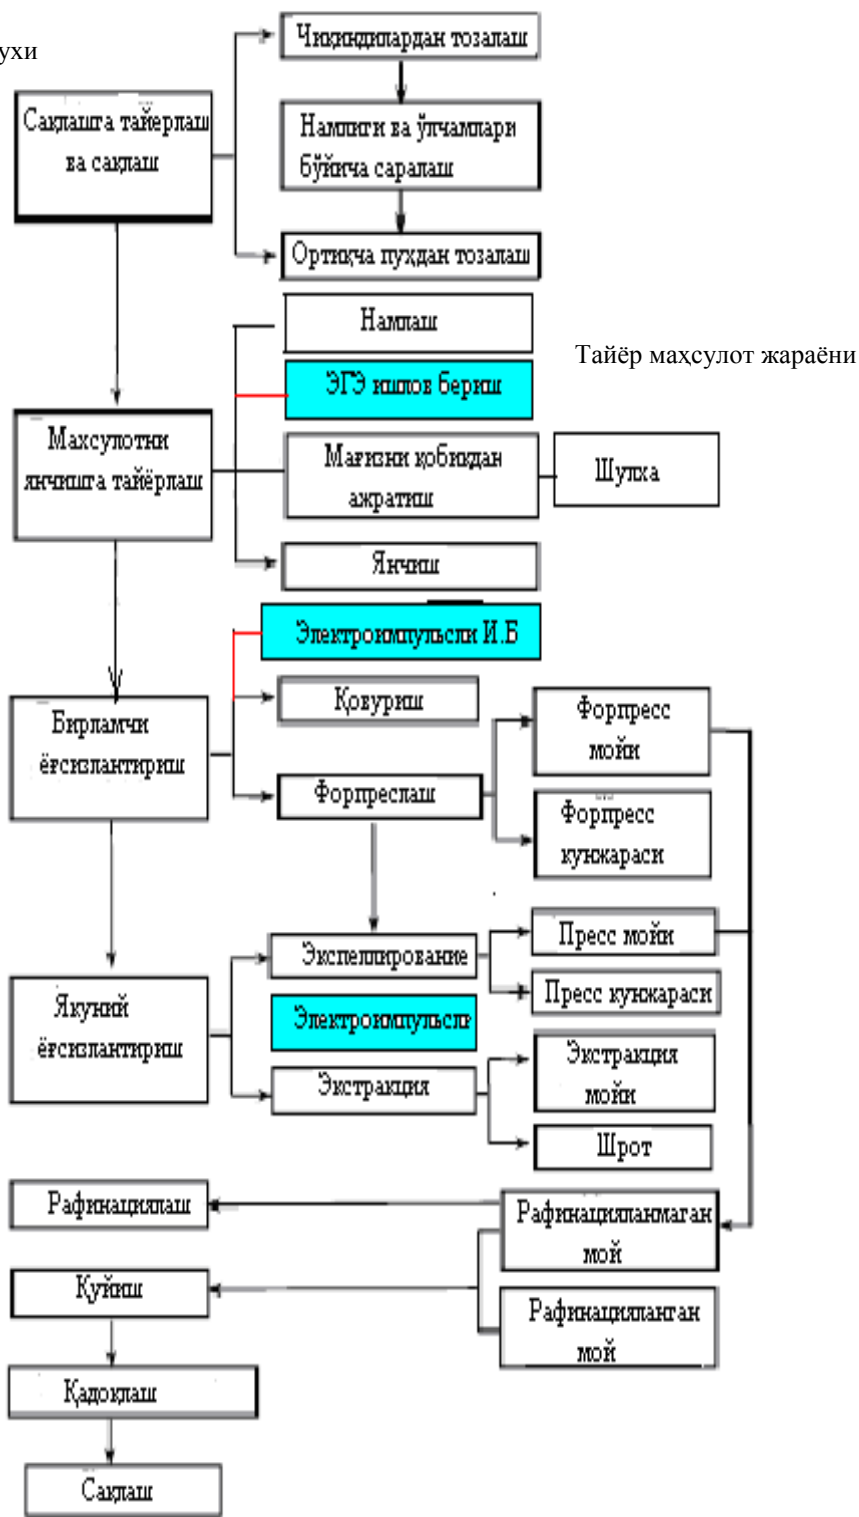 ухи
Чиқиндилардан тозалаш
Сақлашга тайерлаш
ва сақлаш
Намлиги ва ўлчамлари
бўйича саралаш
Ортиқча пуҳдан тозалаш
Намлаш
Тайёр маҳсулот жараёни
ЭГЭ ишлов бериш
Махсулотни
янчишга тайёрлаш
Мағизни қобиқдан
ажратиш
Шулха
Янчиш
Электроимпульсли И.Б
Бирламчи
ёғсизлантириш
Қовуриш
Форпреслаш
Форпресс
мойи
Форпресс
кунжараси
Якуний
ёғсизлантириш
Экспеллирование
Электроимпульсли
Экстракция
Пресс мойи
Пресс кунжараси
Экстракция
мойи
Шрот
Рафинациялаш
Рафинацияланмаган
мой
Қуйиш
Рафинацияланган
мой
Қадоқлаш
Сақлаш